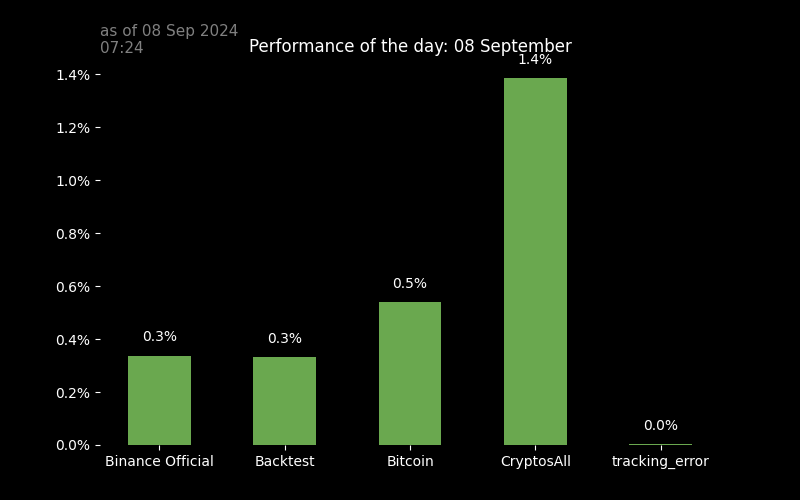 as of 08 Sep 2024
07:24
Performance of the day: 08 September
1.4%
1.4%
1.2%
1.0%
0.8%
0.6%
0.5%
0.4%
0.3%
0.3%
0.2%
0.0%
0.0%
Binance Official
Backtest
Bitcoin
CryptosAll
tracking_error